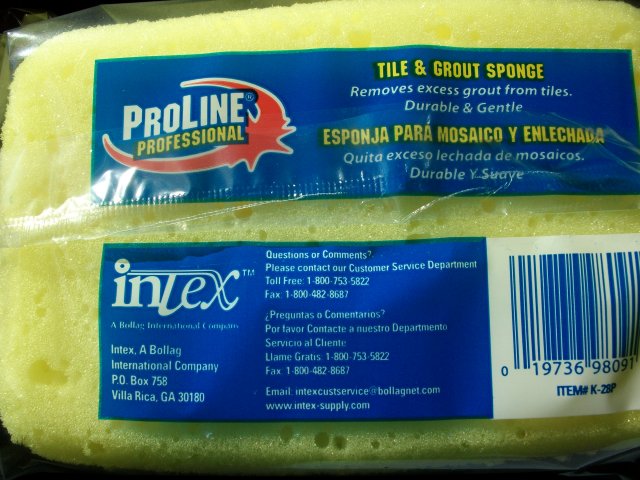 PROLINE®
PROFESSIONAL
TILE & GROUT SPONGE
Removes excess grout from tiles.
Durable & Gentle
ESPONJA PARA MOSAICO Y ENLECHADA
Quita exceso lechada de mosaicos.
Durable Y Suave
intex™
A Bollag International Company
Intex, A Bollag
International Company
P.O. Box 758
Villa Rica, GA 30180
Questions or Comments?
Please contact our Customer Service Department
Toll Free: 1-800-753-5822
Fax: 1-800-482-8687
¿Preguntas o Comentarios?
Por favor Contacte a nuestro Departmento
Servicio al Cliente
Llame Gratis: 1-800-753-5822
Fax: 1-800-482-8687
Email: intexcustservice@bollagnet.com
www.intex-supply.com
0 19736 98091
ITEM# K-28P